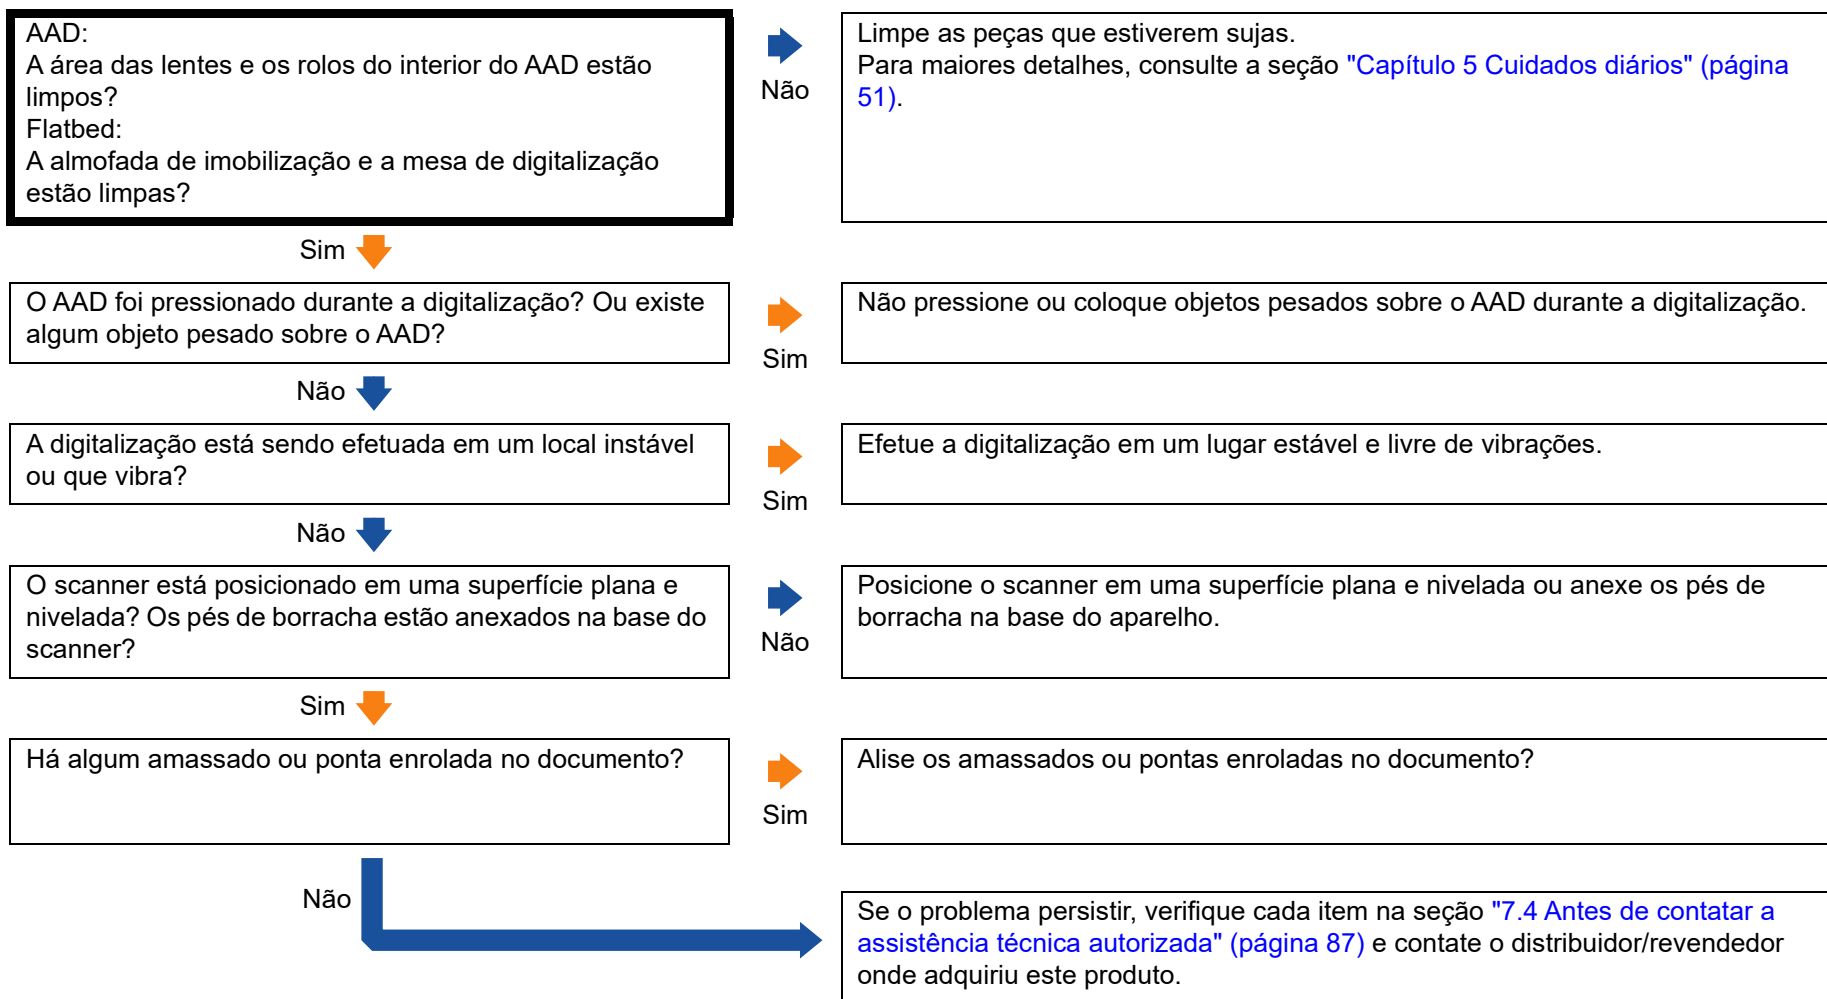 AAD:
A área das lentes e os rolos do interior do AAD estão
limpos?
Flatbed:
A almofada de imobilização e a mesa de digitalização
estão limpas?
Não
Limpe as peças que estiverem sujas.
Para maiores detalhes, consulte a seção "Capítulo 5 Cuidados diários" (página
51).
Sim
O AAD foi pressionado durante a digitalização? Ou existe
algum objeto pesado sobre o AAD?
Sim
Não pressione ou coloque objetos pesados sobre o AAD durante a digitalização.
Não
A digitalização está sendo efetuada em um local instável
ou que vibra?
Sim
Efetue a digitalização em um lugar estável e livre de vibrações.
Não
O scanner está posicionado em uma superfície plana e
nivelada? Os pés de borracha estão anexados na base do
scanner?
Não
Posicione o scanner em uma superfície plana e nivelada ou anexe os pés de
borracha na base do aparelho.
Sim
Há algum amassado ou ponta enrolada no documento?
Sim
Alise os amassados ou pontas enroladas no documento?
Não
Se o problema persistir, verifique cada item na seção "7.4 Antes de contatar a
assistência técnica autorizada" (página 87) e contate o distribuidor/revendedor
onde adquiriu este produto.